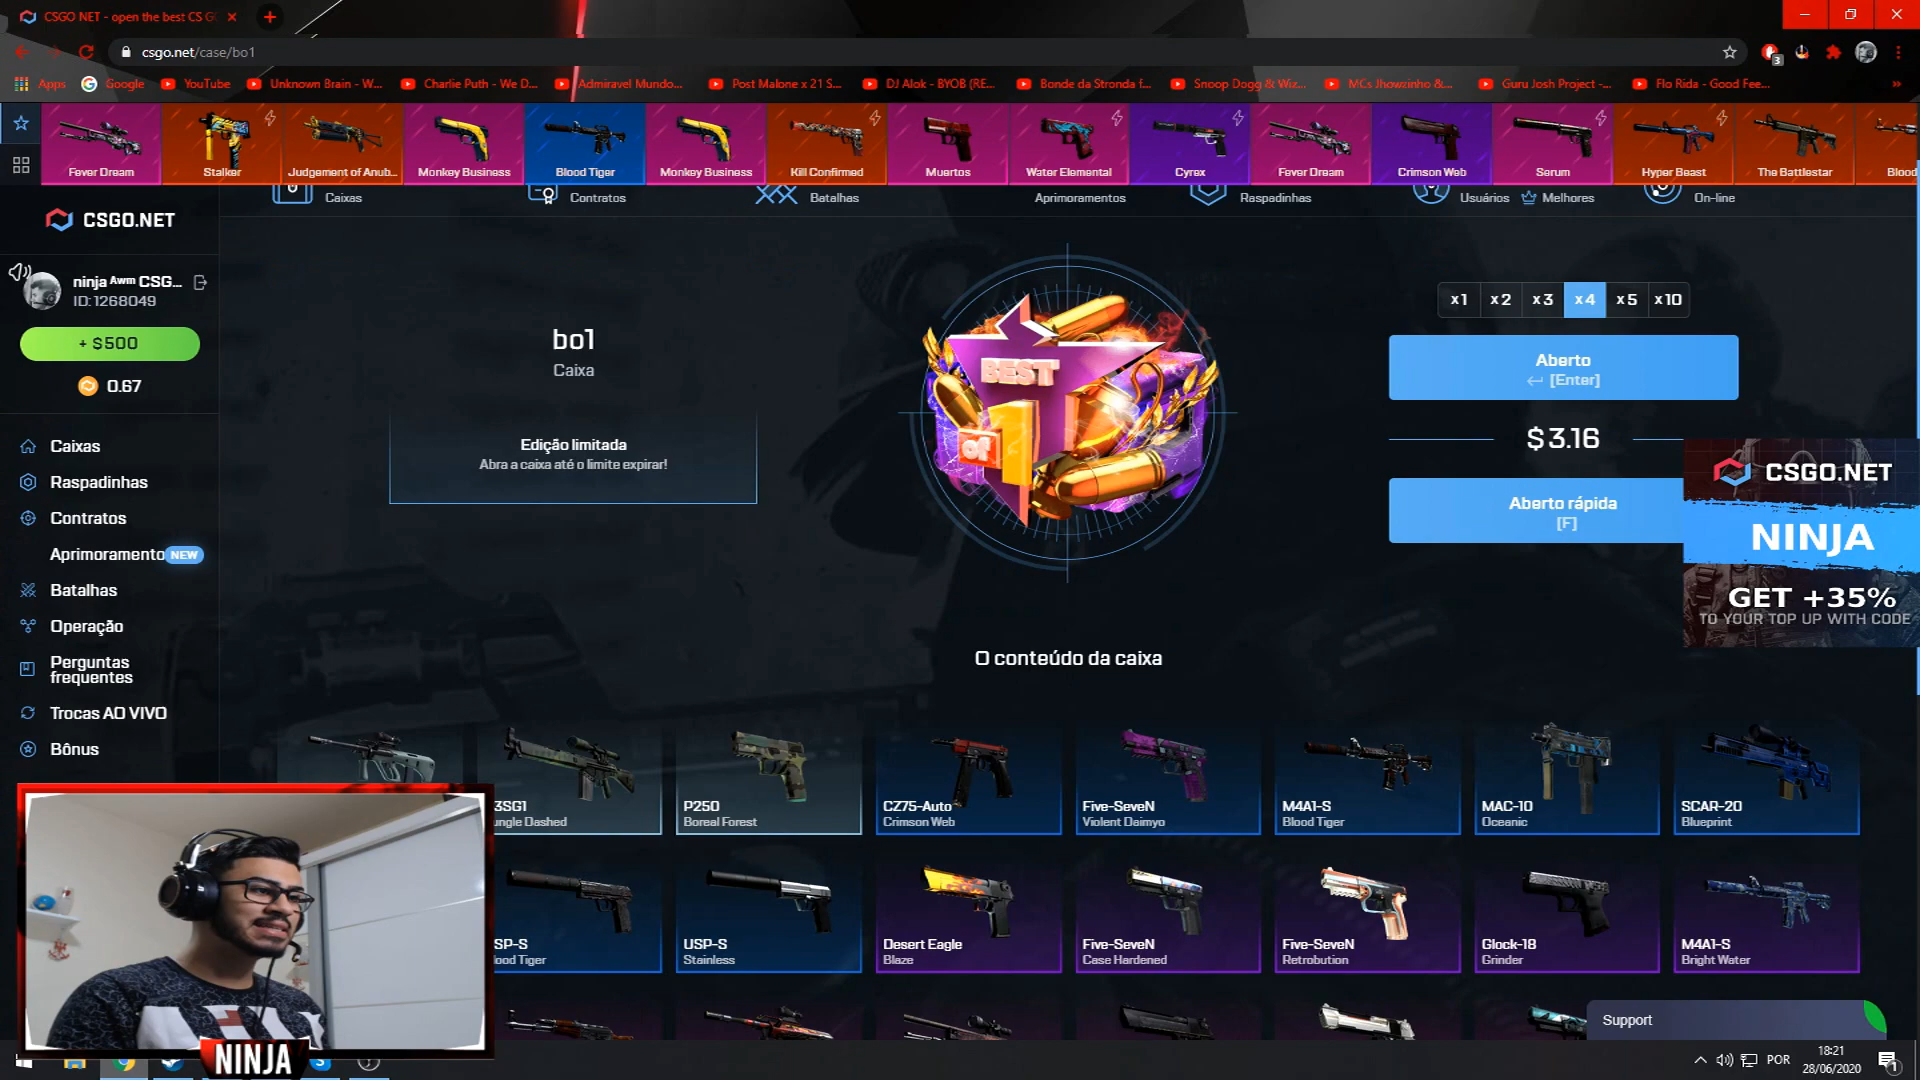 CSGO NET - open the best CS G
csgo.net/case/bo1
3
Apps
Google
YouTube
Unknown Brain - W...
Charlie Puth - We D...
Admiravel Mundo...
Post Malone x 21 S...
DJ Alok - BYOB (RE...
Bonde da Stronda f...
Snoop Dogg & Wiz...
MCs Jhowzinho &...
Guru Josh Project -...
Flo Rida - Good Fee...
Fever Dream
Stalker
Judgement of Anub...
Monkey Business
Blood Tiger
Monkey Business
Kill Confirmed
Muertos
Water Elemental
Cyrex
Fever Dream
Crimson Web
Serum
Hyper Beast
The Battlestar
Blood
Caixas
Contratos
Batalhas
Aprimoramentos
Raspadinhas
Usuários
Melhores
On-line
CSGO.NET
ninja ᴬʷᵐ CSG...
ID:1268049
+ $500
0.67
Caixas
Raspadinhas
Contratos
Aprimoramento NEW
Batalhas
Operação
Perguntas
frequentes
Trocas AO VIVO
Bônus
bo1
Caixa
Edição limitada
Abra a caixa até o limite expirar!
BEST
of 1
x1
x2
x3
x4
x5
x10
Aberto
[Enter]
$3.16
Aberto rápida
[F]
CSGO.NET
NINJA
GET +35%
TO YOUR TOP UP WITH CODE
O conteúdo da caixa
3SG1
ungle Dashed
P250
Boreal Forest
CZ75-Auto
Crimson Web
Five-SeveN
Violent Daimyo
M4A1-S
Blood Tiger
MAC-10
Oceanic
SCAR-20
Blueprint
SP-S
lood Tiger
USP-S
Stainless
Desert Eagle
Blaze
Five-SeveN
Case Hardened
Five-SeveN
Retrobution
Glock-18
Grinder
M4A1-S
Bright Water
Support
NINJA
POR
18:21
28/06/2020
1